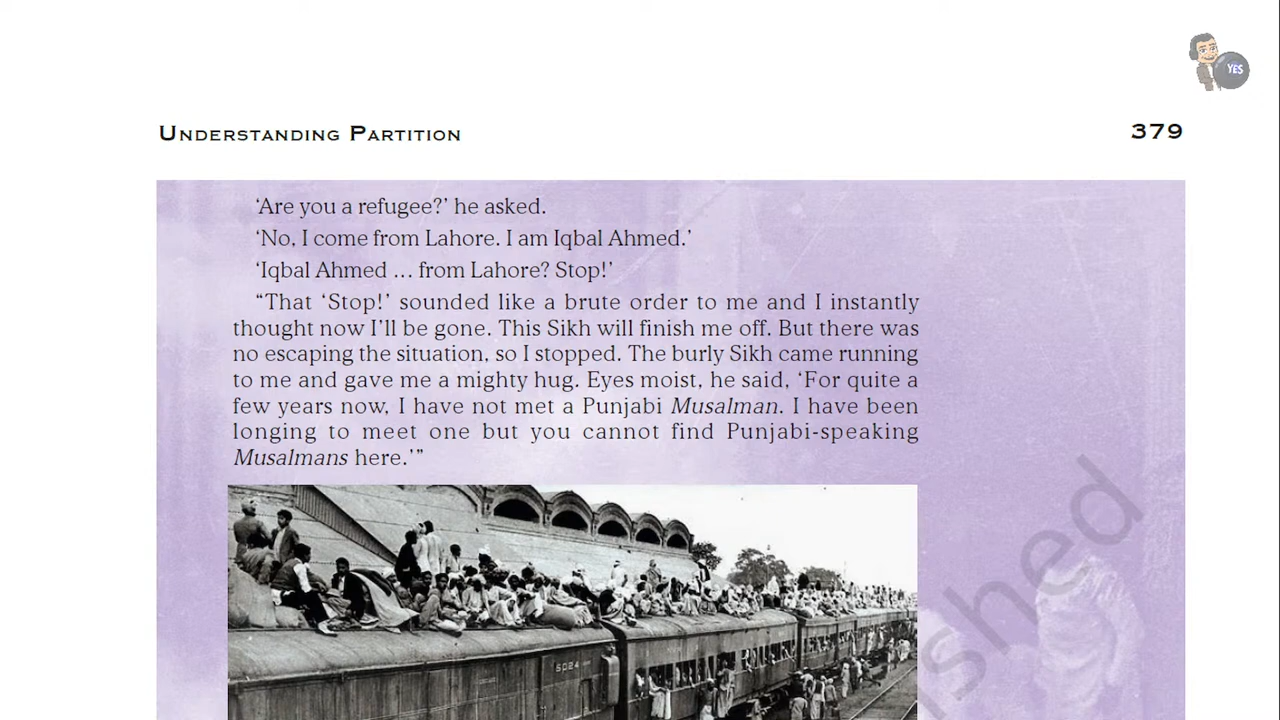 YES
UNDERSTANDING PARTITION
379
‘Are you a refugee?’ he asked.
‘No, I come from Lahore. I am Iqbal Ahmed.’
‘Iqbal Ahmed ... from Lahore? Stop!’
“That ‘Stop!’ sounded like a brute order to me and I instantly
thought now I’ll be gone. This Sikh will finish me off. But there was
no escaping the situation, so I stopped. The burly Sikh came running
to me and gave me a mighty hug. Eyes moist, he said, ‘For quite a
few years now, I have not met a Punjabi Musalman. I have been
longing to meet one but you cannot find Punjabi-speaking
Musalmans here.’”
5024
ished